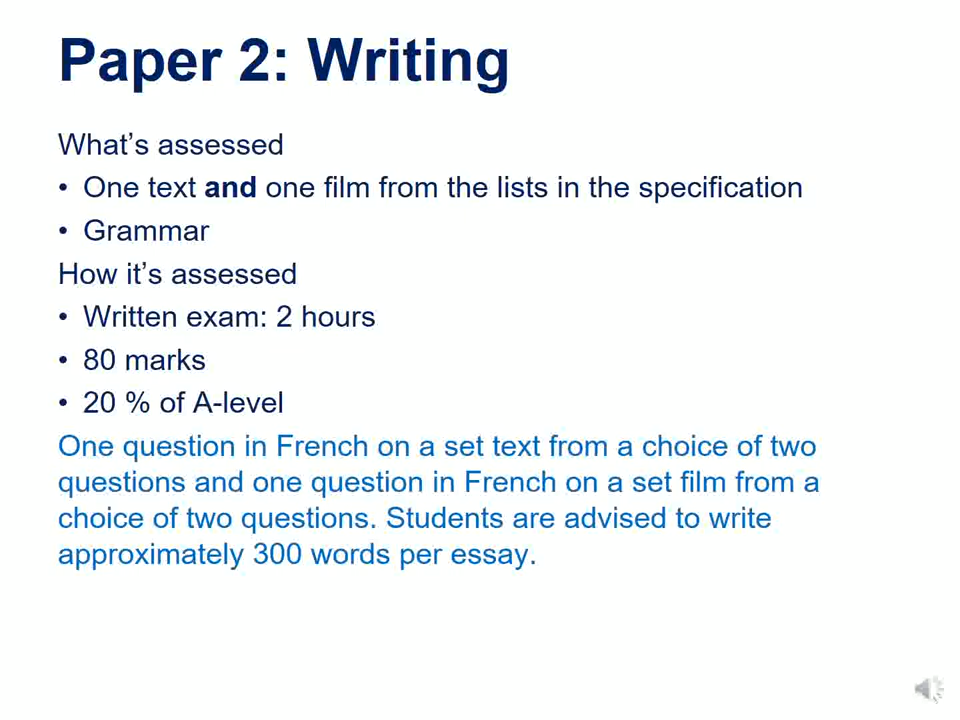 Paper 2: Writing
What’s assessed
• One text and one film from the lists in the specification
• Grammar
How it’s assessed
• Written exam: 2 hours
• 80 marks
• 20 % of A-level
One question in French on a set text from a choice of two
questions and one question in French on a set film from a
choice of two questions. Students are advised to write
approximately 300 words per essay.